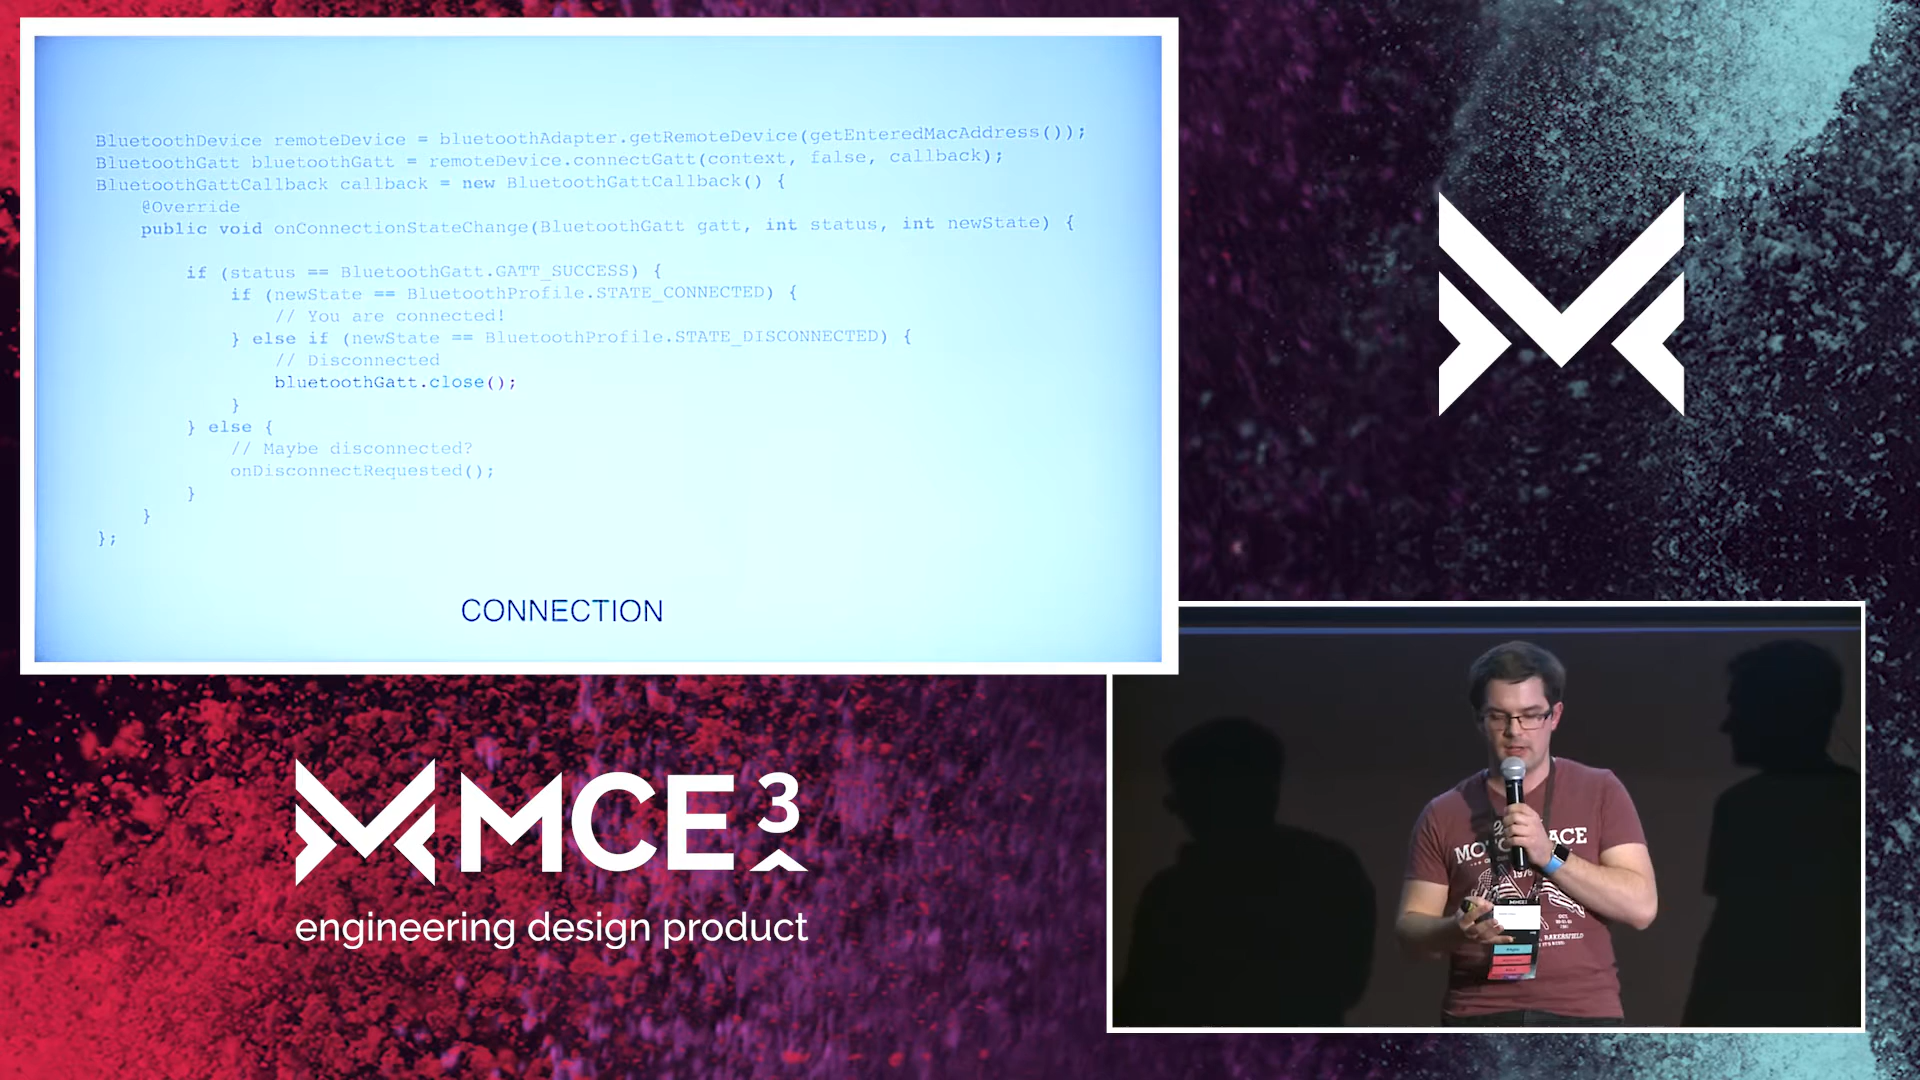 BluetoothDevice remoteDevice = bluetoothAdapter.getRemoteDevice(getEnteredMacAddress());
BluetoothGatt bluetoothGatt = remoteDevice.connectGatt(context, false, callback);
BluetoothGattCallback callback = new BluetoothGattCallback() {
@Override
public void onConnectionStateChange(BluetoothGatt gatt, int status, int newState) {
if (status == BluetoothGatt.GATT_SUCCESS) {
if (newState == BluetoothProfile.STATE_CONNECTED) {
// You are connected!
} else if (newState == BluetoothProfile.STATE_DISCONNECTED) {
// Disconnected
bluetoothGatt.close();
}
} else {
// Maybe disconnected?
onDisconnectRequested();
}
}
};
CONNECTION
MCE3
engineering design product
1976
BAKERSFIELD